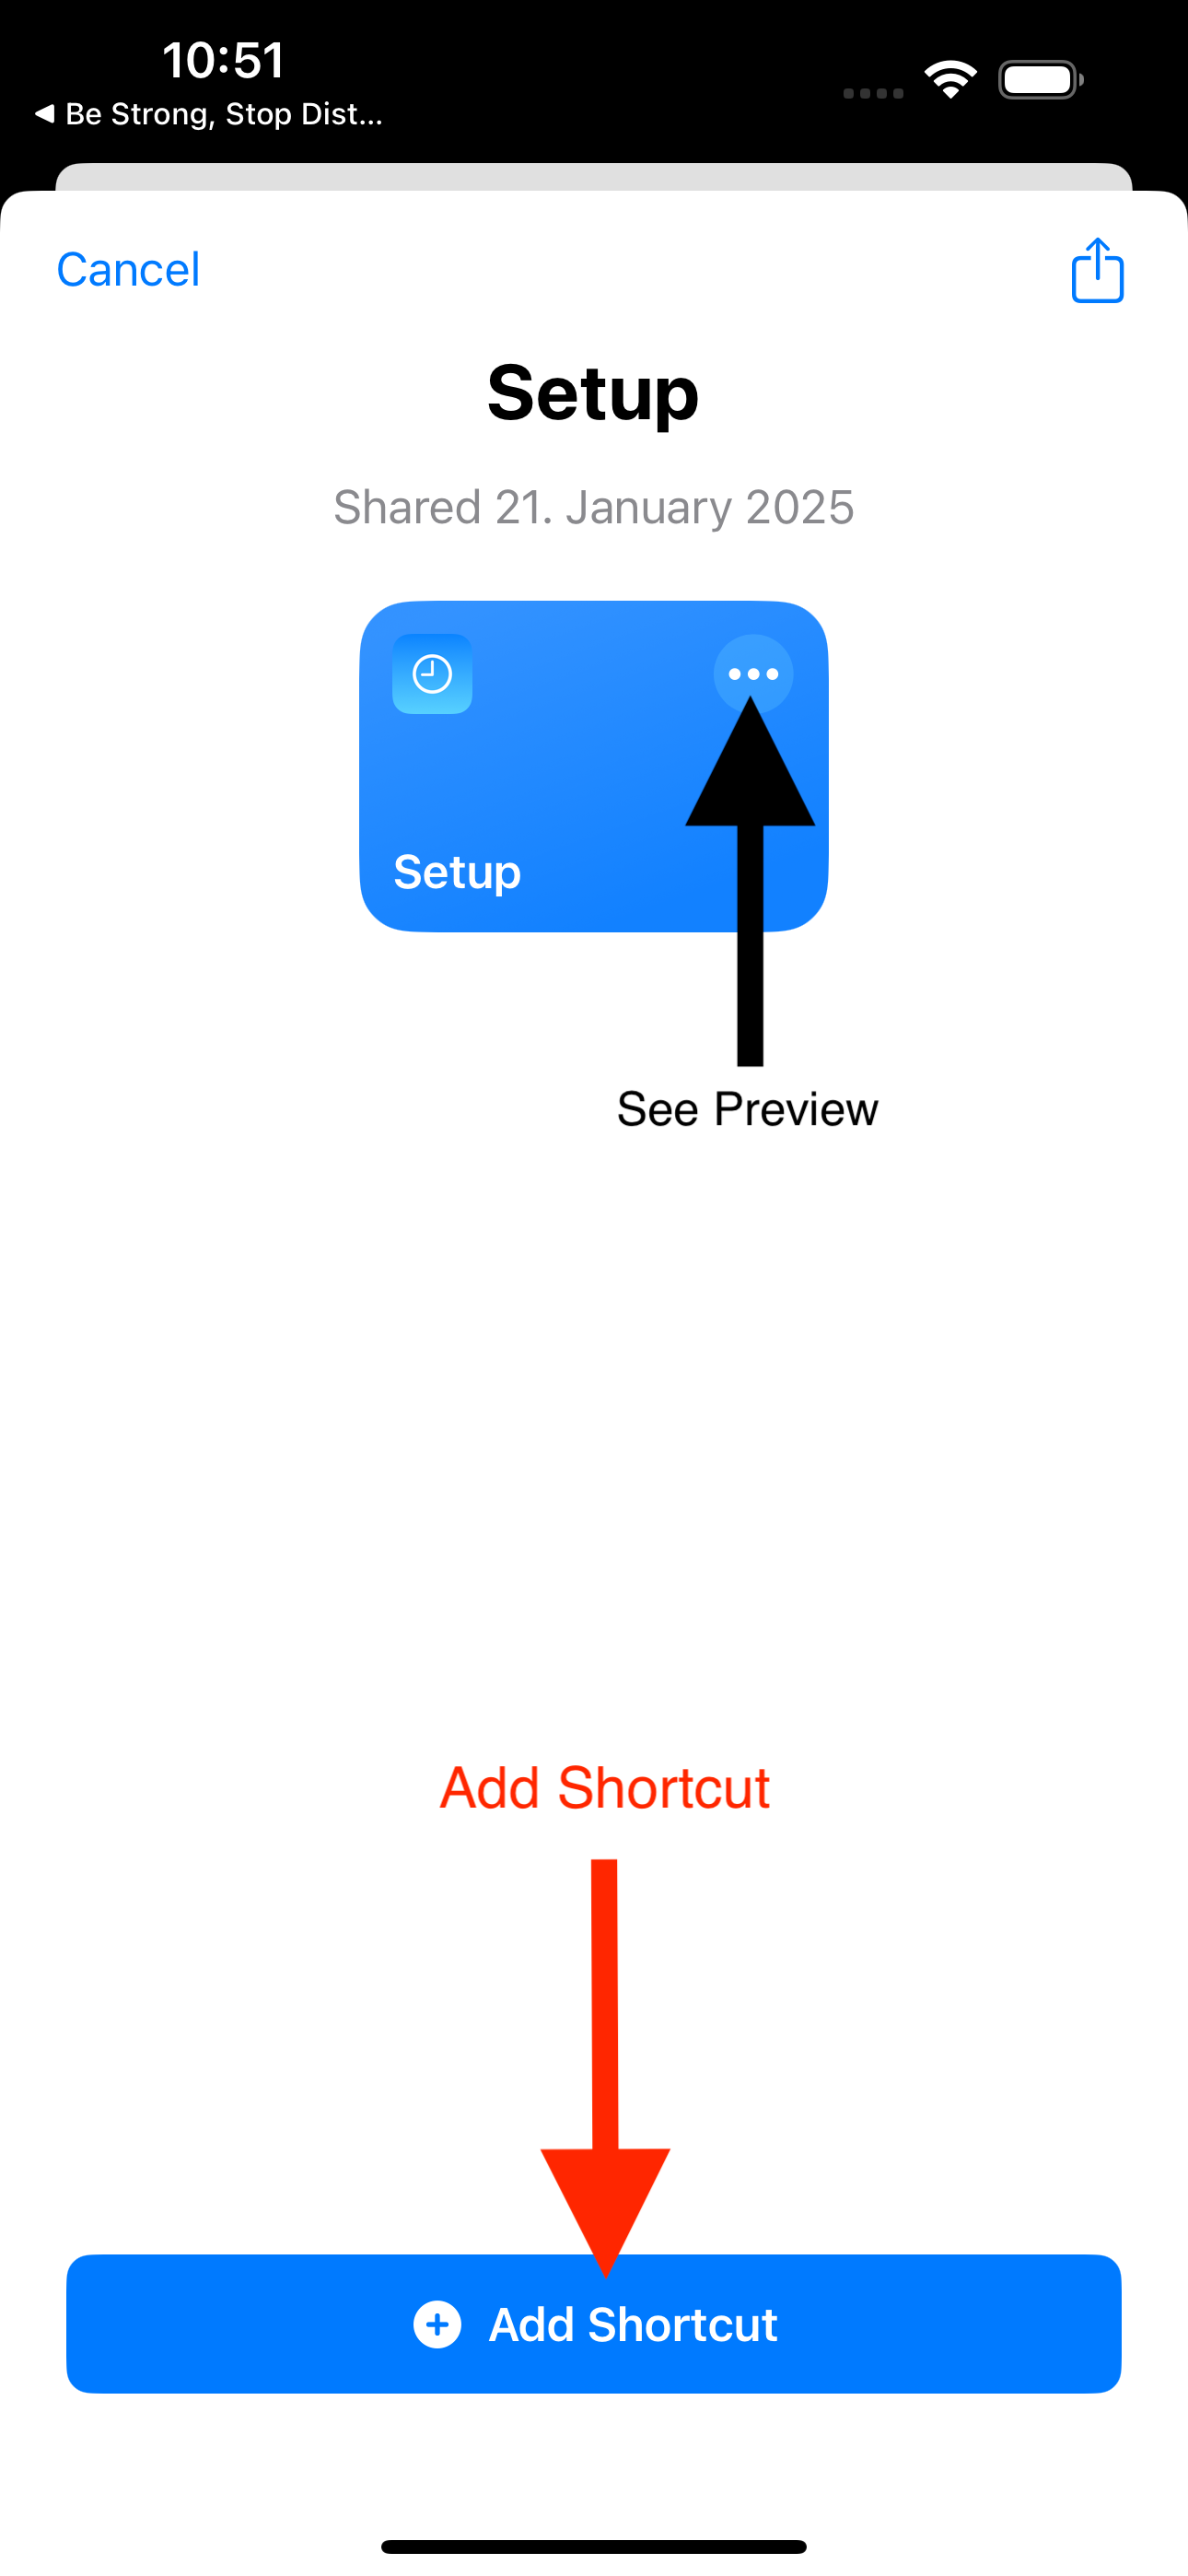 10:51
Be Strong, Stop Dist...
Cancel
Setup
Shared 21. January 2025
Setup
See Preview
Add Shortcut
Add Shortcut